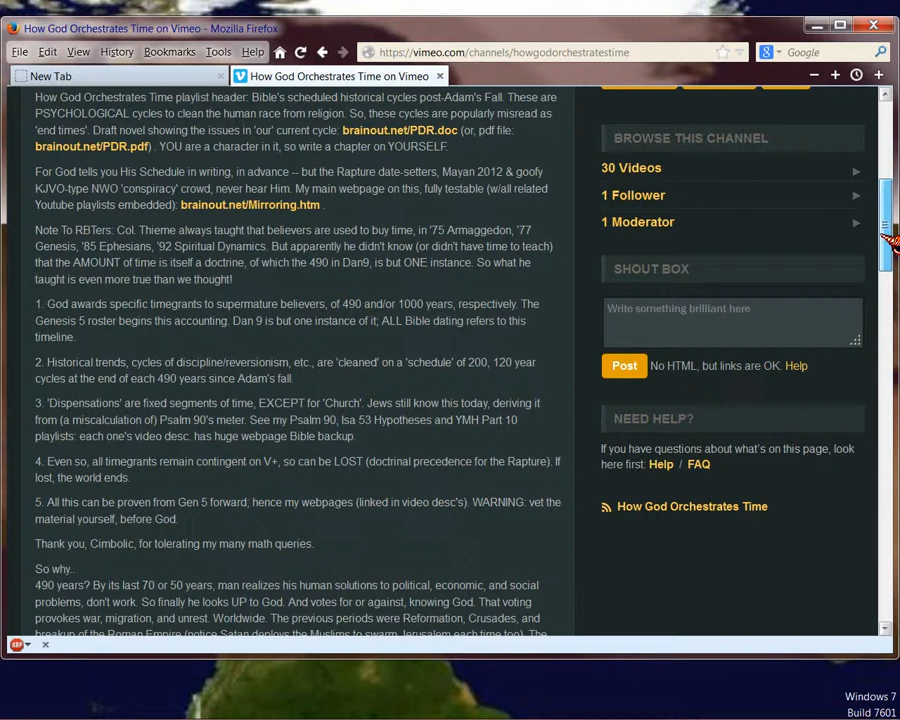 How God Orchestrates Time on Vimeo - Mozilla Firefox
File Edit View History Bookmarks Tools Help
https://vimeo.com/channels/howgodorchestratestime
Google
New Tab
How God Orchestrates Time on Vimeo
How God Orchestrates Time playlist header: Bible's scheduled historical cycles post-Adam's Fall. These are
PSYCHOLOGICAL cycles to clean the human race from religion. So, these cycles are popularly misread as
'end times'. Draft novel showing the issues in 'our' current cycle: brainout.net/PDR.doc (or, pdf file:
brainout.net/PDR.pdf) . YOU are a character in it, so write a chapter on YOURSELF.
For God tells you His Schedule in writing, in advance -- but the Rapture date-setters, Mayan 2012 & goofy
KJVO-type NWO 'conspiracy' crowd, never hear Him. My main webpage on this, fully testable (w/all related
Youtube playlists embedded): brainout.net/Mirroring.htm .
Note To RBTers: Col. Thieme always taught that believers are used to buy time, in '75 Armaggedon, '77
Genesis, '85 Ephesians, '92 Spiritual Dynamics. But apparently he didn't know (or didn't have time to teach)
that the AMOUNT of time is itself a doctrine, of which the 490 in Dan9, is but ONE instance. So what he
taught is even more true than we thought!
1. God awards specific timegrants to supermature believers, of 490 and/or 1000 years, respectively. The
Genesis 5 roster begins this accounting. Dan 9 is but one instance of it; ALL Bible dating refers to this
timeline.
2. Historical trends, cycles of discipline/reversionism, etc., are 'cleaned' on a 'schedule' of 200, 120 year
cycles at the end of each 490 years since Adam's fall.
3. 'Dispensations' are fixed segments of time, EXCEPT for 'Church'. Jews still know this today, deriving it
from (a miscalculation of) Psalm 90's meter. See my Psalm 90, Isa 53 Hypotheses and YMH Part 10
playlists: each one's video desc. has huge webpage Bible backup.
4. Even so, all timegrants remain contingent on V+, so can be LOST (doctrinal precedence for the Rapture). If
lost, the world ends.
5. All this can be proven from Gen 5 forward; hence my webpages (linked in video desc's). WARNING: vet the
material yourself, before God.
Thank you, Cimbolic, for tolerating my many math queries.
So why..
490 years? By its last 70 or 50 years, man realizes his human solutions to political, economic, and social
problems, don't work. So finally he looks UP to God. And votes for or against, knowing God. That voting
provokes war, migration, and unrest. Worldwide. The previous periods were Reformation, Crusades, and
breakup of the Roman Empire (notice Satan deploys the Muslims to swarm Jerusalem each time too). The
BROWSE THIS CHANNEL
30 Videos
1 Follower
1 Moderator
SHOUT BOX
Write something brilliant here
Post No HTML, but links are OK. Help
NEED HELP?
If you have questions about what's on this page, look
here first: Help / FAQ
How God Orchestrates Time
ABP
Windows 7
Build 7601